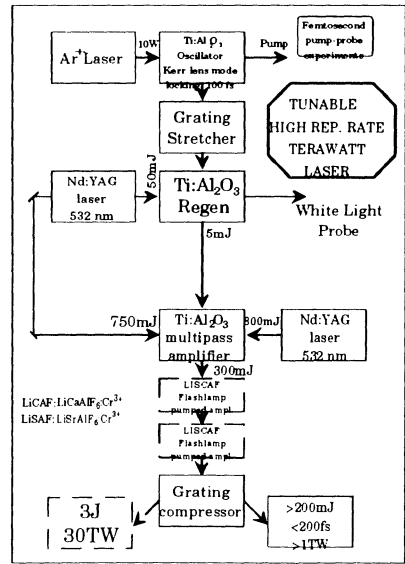 Ar+ Laser
10W
Ti:Al O3
Oscillator
Kerr lens mode
locking/100 fs
Pump
Femtosecond
pump-probe
experiments
TUNABLE
HIGH REP. RATE
TERAWATT
LASER
Grating
Stretcher
Nd:YAG
laser
532 nm
50mJ
Ti:Al2O3
Regen
White Light
Probe
5mJ
750mJ
Ti:Al2O3
multipass
amplifier
800mJ
Nd:YAG
laser
532 nm
300mJ
LiCAF:LiCaAlF6Cr3+
LiSAF:LiSrAlF6Cr3+
LISCAF
Flashlamp
pumped ampl.
LISCAF
Flashlamp
pumped ampl
Grating
compressor
3J
30TW
>200mJ
<200fs
>1TW